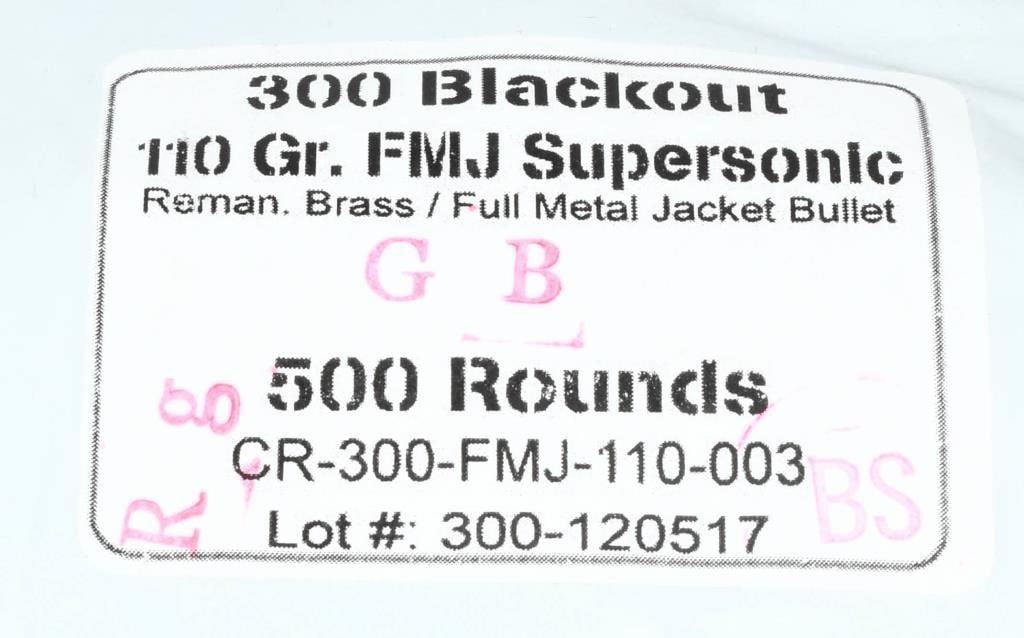 300 Blackout
110 Gr. FMJ Supersonic
Reman. Brass / Full Metal Jacket Bullet
G B
500 Rounds
CR-300-FMJ-110-003
Lot #: 300-120517
R g
BS